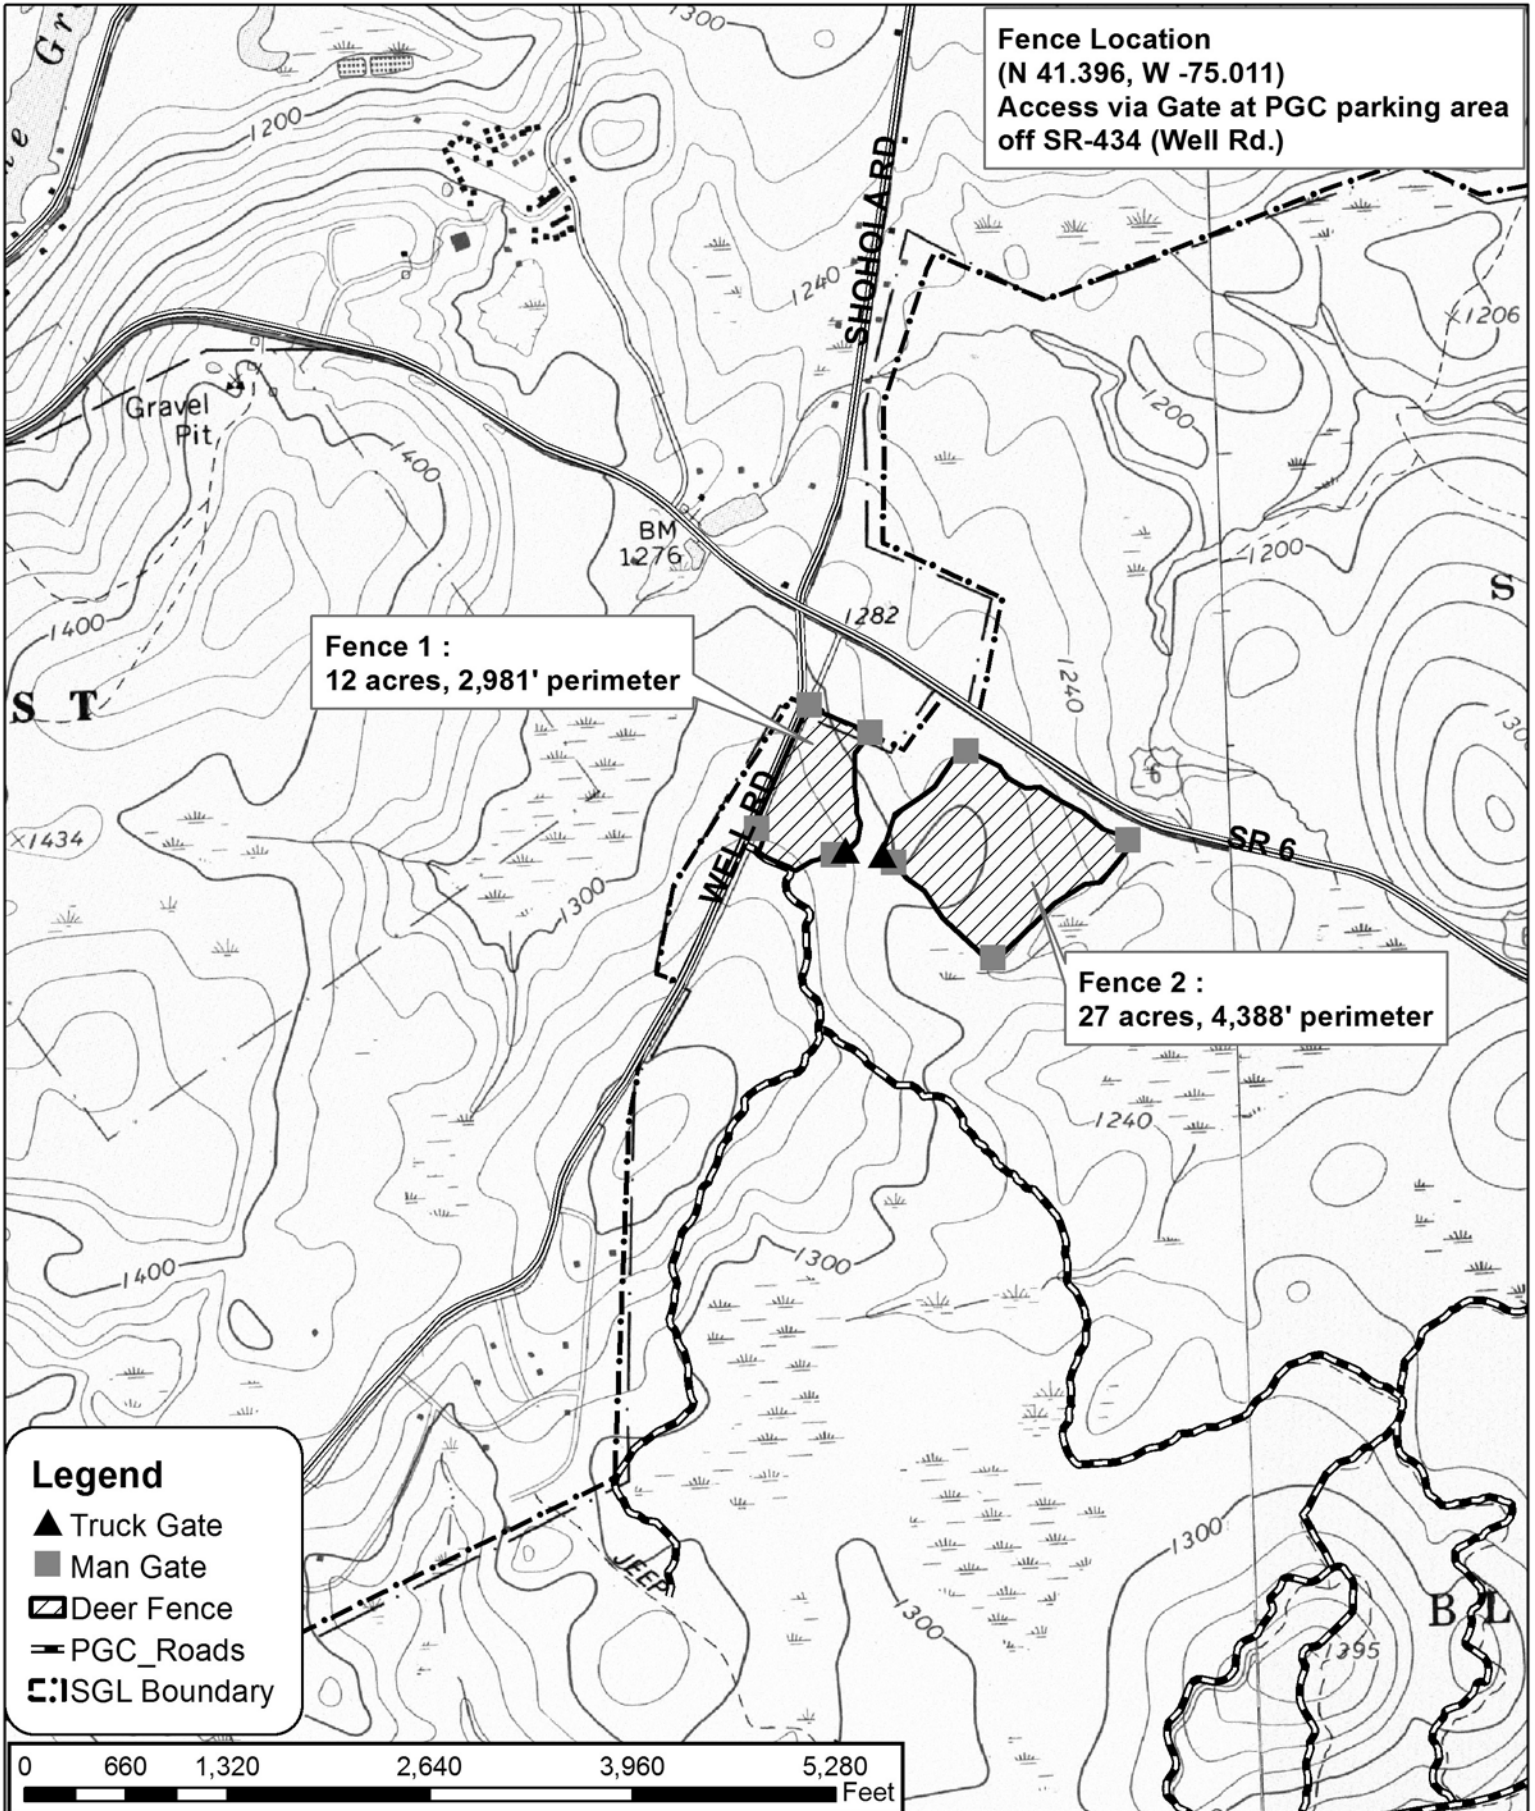 1300
Fence Location
(N 41.396, W -75.011)
Access via Gate at PGC parking area
off SR-434 (Well Rd.)
Gr
ne
1200
SHOHOLA RD
1240
×1206
Gravel
Pit
1400
1200
BM
1276
1200
S
1400
1282
Fence 1 :
12 acres, 2,981' perimeter
1240
S T
6
×1434
WELL RD
SR 6
1300
Fence 2 :
27 acres, 4,388' perimeter
1240
1300
1400
Legend
Truck Gate
Man Gate
Deer Fence
PGC_Roads
SGL Boundary
JEEP
1300
1300
B L
1395
0 660 1,320 2,640 3,960 5,280
Feet